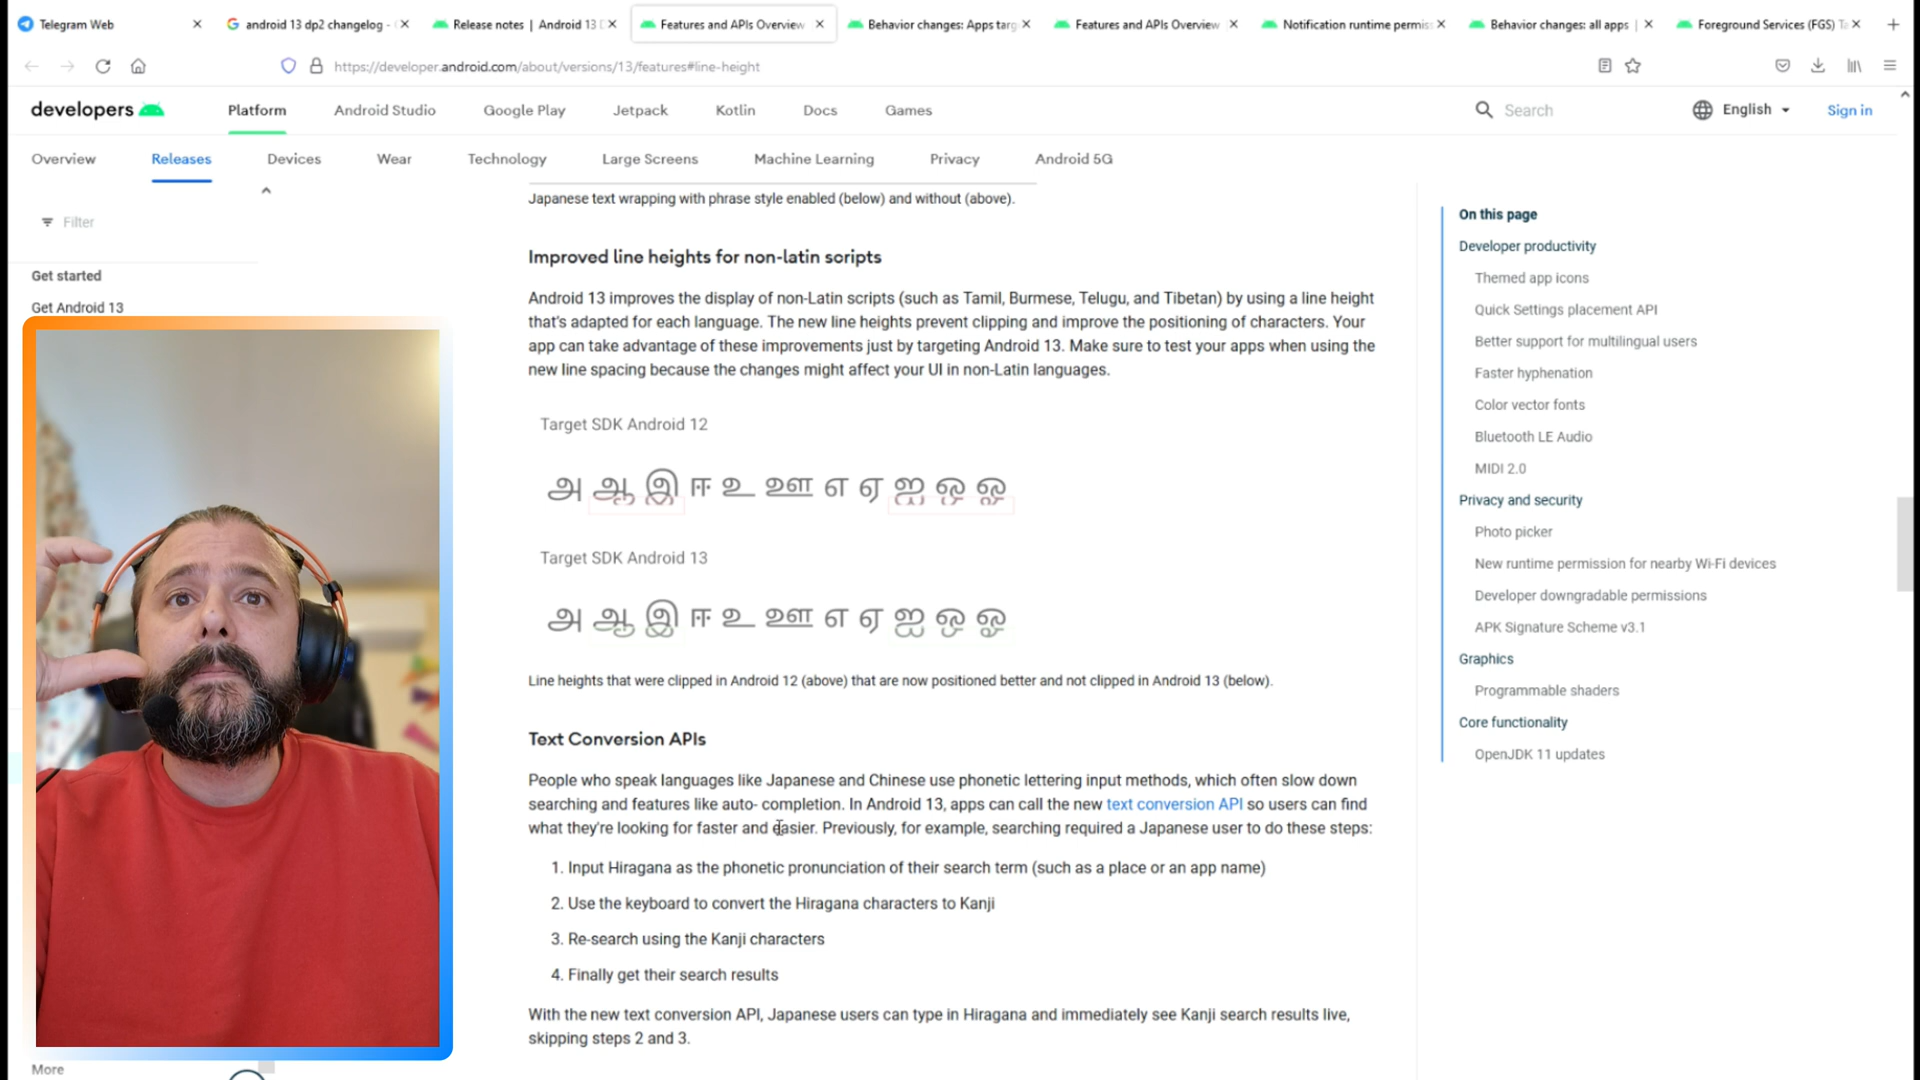 Telegram Web
android 13 dp2 changelog -
Release notes | Android 13
Features and APIs Overview
Behavior changes: Apps targ
Features and APIs Overview
Notification runtime permiss
Behavior changes: all apps |
Foreground Services (FGS) Ta
https://developer.android.com/about/versions/13/features#line-height
developers
Platform
Android Studio
Google Play
Jetpack
Kotlin
Docs
Games
Search
English
Sign in
Overview
Releases
Devices
Wear
Technology
Large Screens
Machine Learning
Privacy
Android 5G
Filter
Get started
Get Android 13
More
Japanese text wrapping with phrase style enabled (below) and without (above).
Improved line heights for non-latin scripts
Android 13 improves the display of non-Latin scripts (such as Tamil, Burmese, Telugu, and Tibetan) by using a line height
that's adapted for each language. The new line heights prevent clipping and improve the positioning of characters. Your
app can take advantage of these improvements just by targeting Android 13. Make sure to test your apps when using the
new line spacing because the changes might affect your UI in non-Latin languages.
Target SDK Android 12
அ ஆ இ ஈ உ ஊ எ ஏ ஐ ஒ ஓ
Target SDK Android 13
அ ஆ இ ஈ உ ஊ எ ஏ ஐ ஒ ஓ
Line heights that were clipped in Android 12 (above) that are now positioned better and not clipped in Android 13 (below).
Text Conversion APIs
People who speak languages like Japanese and Chinese use phonetic lettering input methods, which often slow down
searching and features like auto- completion. In Android 13, apps can call the new text conversion API so users can find
what they're looking for faster and easier. Previously, for example, searching required a Japanese user to do these steps:
1. Input Hiragana as the phonetic pronunciation of their search term (such as a place or an app name)
2. Use the keyboard to convert the Hiragana characters to Kanji
3. Re-search using the Kanji characters
4. Finally get their search results
With the new text conversion API, Japanese users can type in Hiragana and immediately see Kanji search results live,
skipping steps 2 and 3.
On this page
Developer productivity
Themed app icons
Quick Settings placement API
Better support for multilingual users
Faster hyphenation
Color vector fonts
Bluetooth LE Audio
MIDI 2.0
Privacy and security
Photo picker
New runtime permission for nearby Wi-Fi devices
Developer downgradable permissions
APK Signature Scheme v3.1
Graphics
Programmable shaders
Core functionality
OpenJDK 11 updates